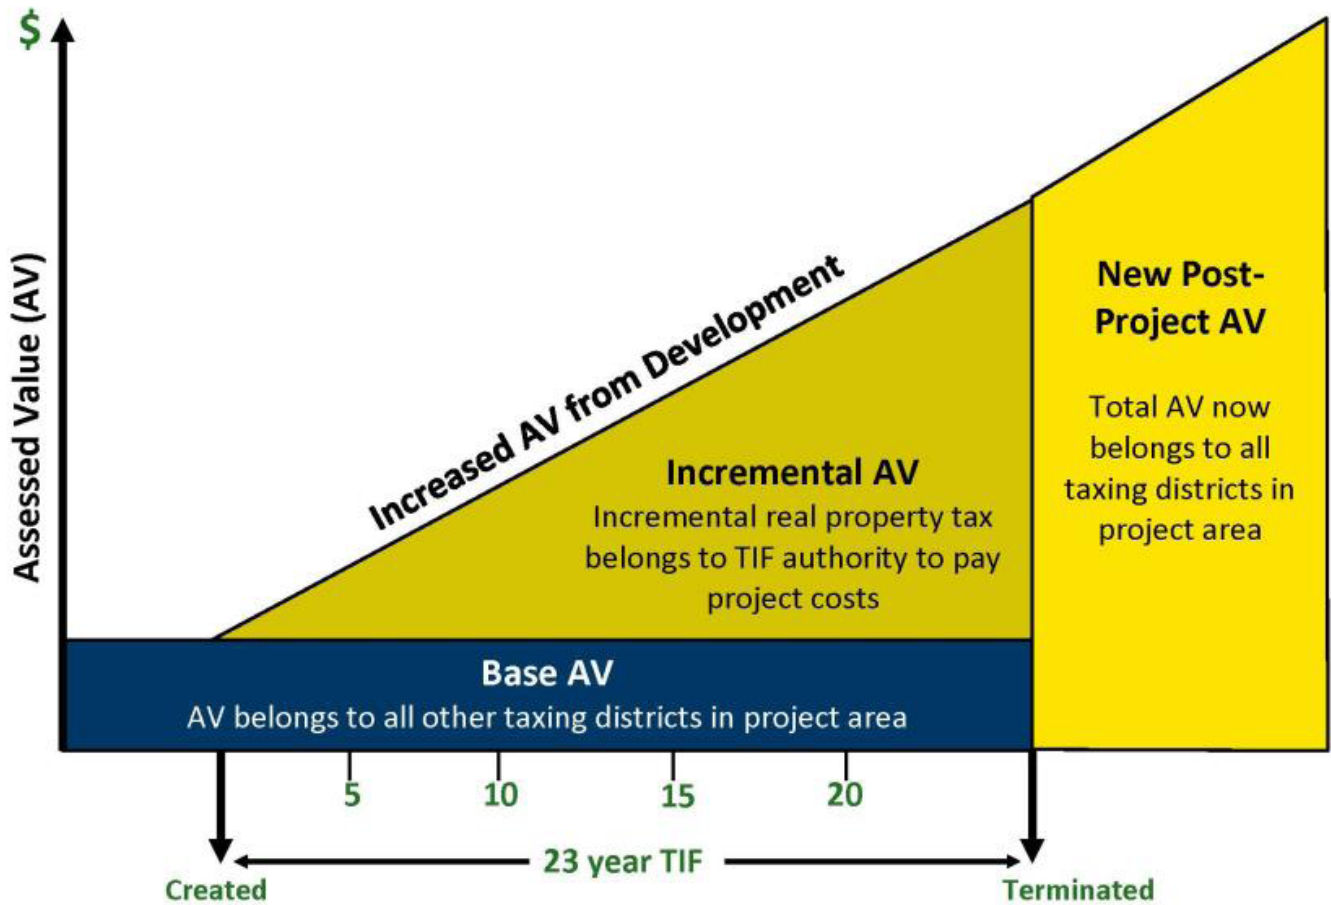 $
Assessed Value (AV)
Increased AV from Development
Incremental AV
Incremental real property tax
belongs to TIF authority to pay
project costs
New Post-
Project AV
Total AV now
belongs to all
taxing districts in
project area
Base AV
AV belongs to all other taxing districts in project area
5
10
15
20
23 year TIF
Created
Terminated